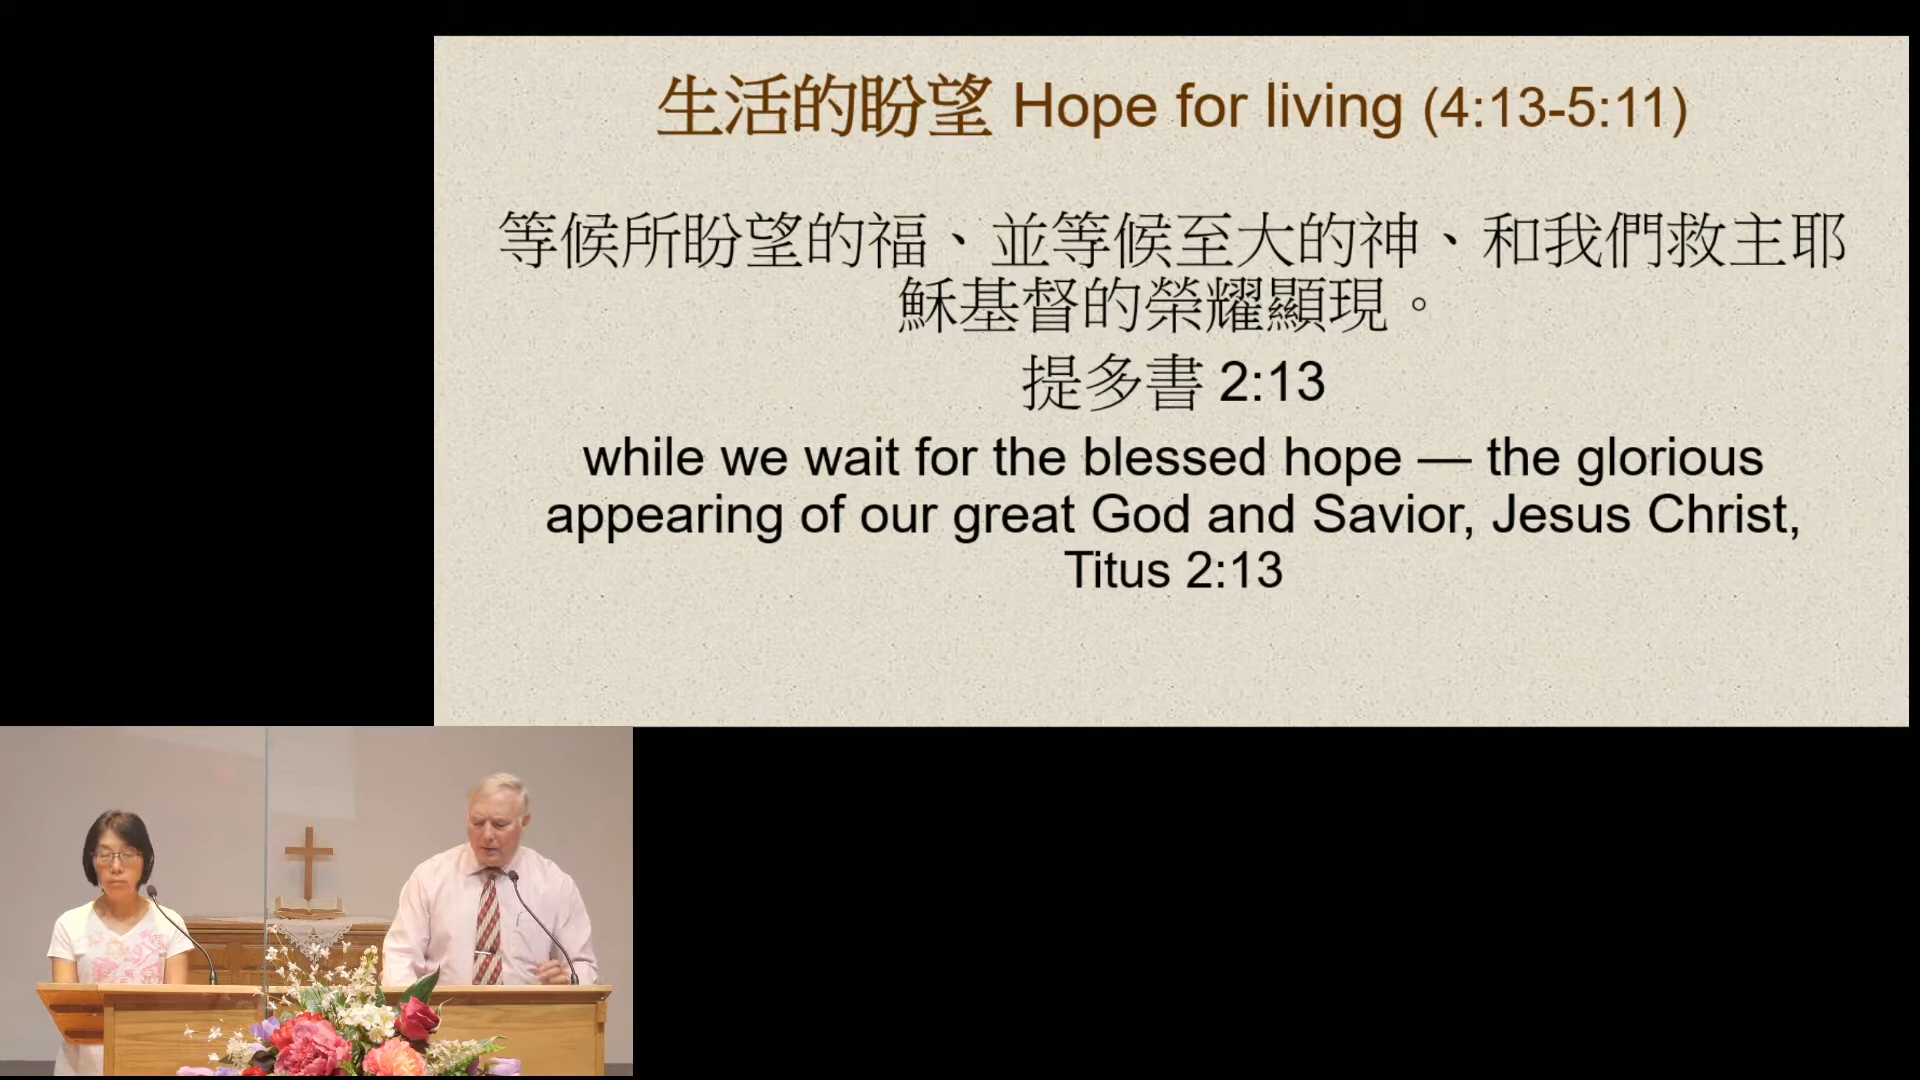 生活的盼望 Hope for living (4:13-5:11)
等候所盼望的福、並等候至大的神、和我們救主耶
穌基督的榮耀顯現。
提多書 2:13
while we wait for the blessed hope — the glorious
appearing of our great God and Savior, Jesus Christ,
Titus 2:13